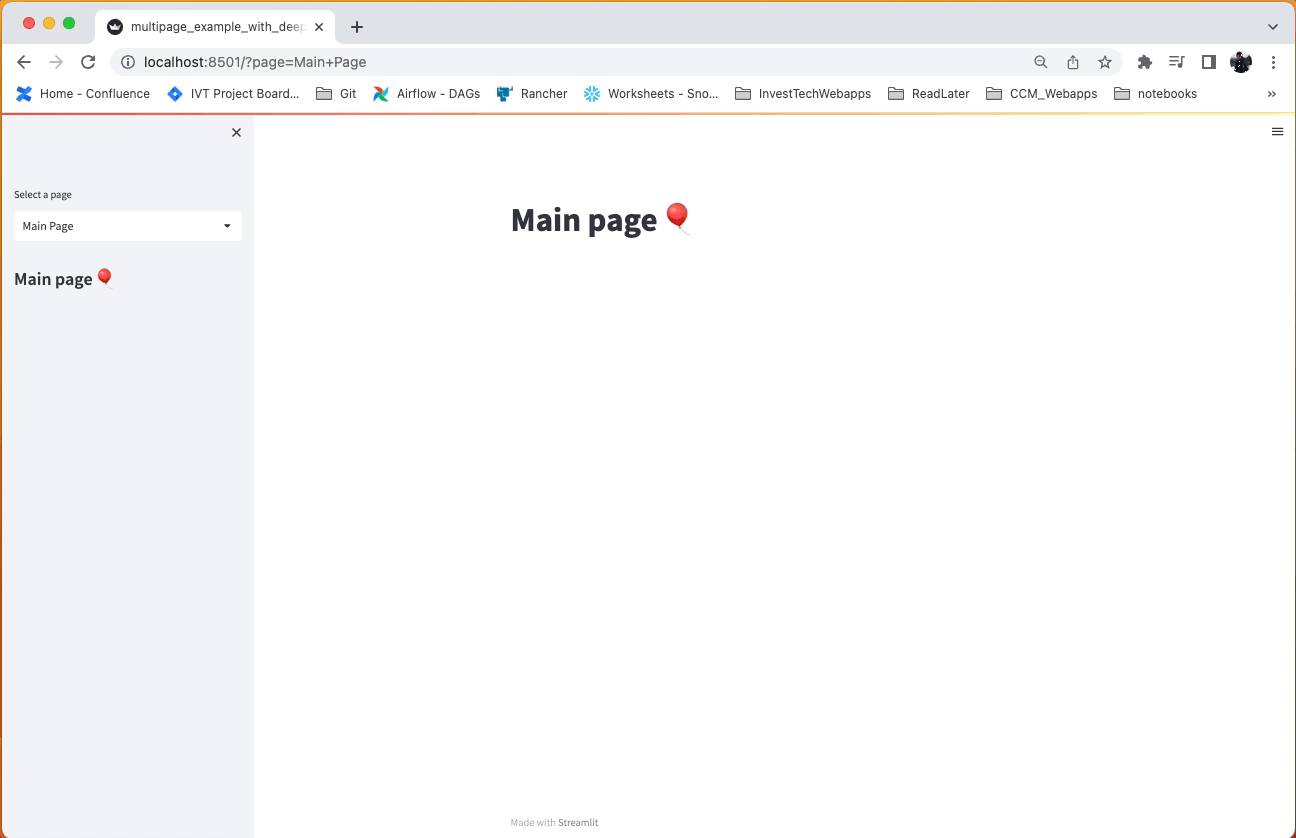 multipage_example_with_deep
localhost:8501/?page=Main+Page
Home - Confluence
IVT Project Board...
Git
Airflow - DAGs
Rancher
Worksheets - Sno...
InvestTechWebapps
ReadLater
CCM_Webapps
notebooks
Select a page
Main Page
Main page
Main page
Made with Streamlit